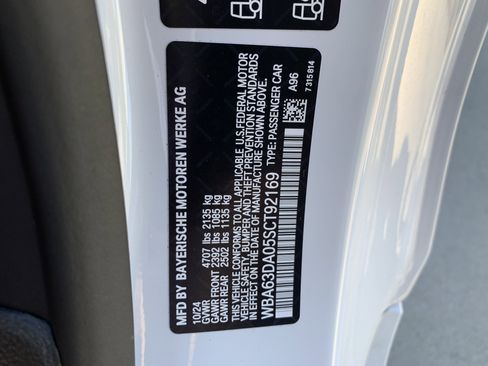 MFD BY BAYERISCHE MOTOREN WERKE AG
10/24
GVWR 4707 lbs 2135 kg
GAWR FRONT 2392 lbs 1085 kg
GAWR REAR 2502 lbs 1135 kg
THIS VEHICLE CONFORMS TO ALL APPLICABLE U.S.FEDERAL MOTOR
VEHICLE SAFETY, BUMPER AND THEFT PREVENTION STANDARDS
IN EFFECT ON THE DATE OF MANUFACTURE SHOWN ABOVE.
WBA63DA05SCT92169 TYPE: PASSENGER CAR
A96
7 315 814